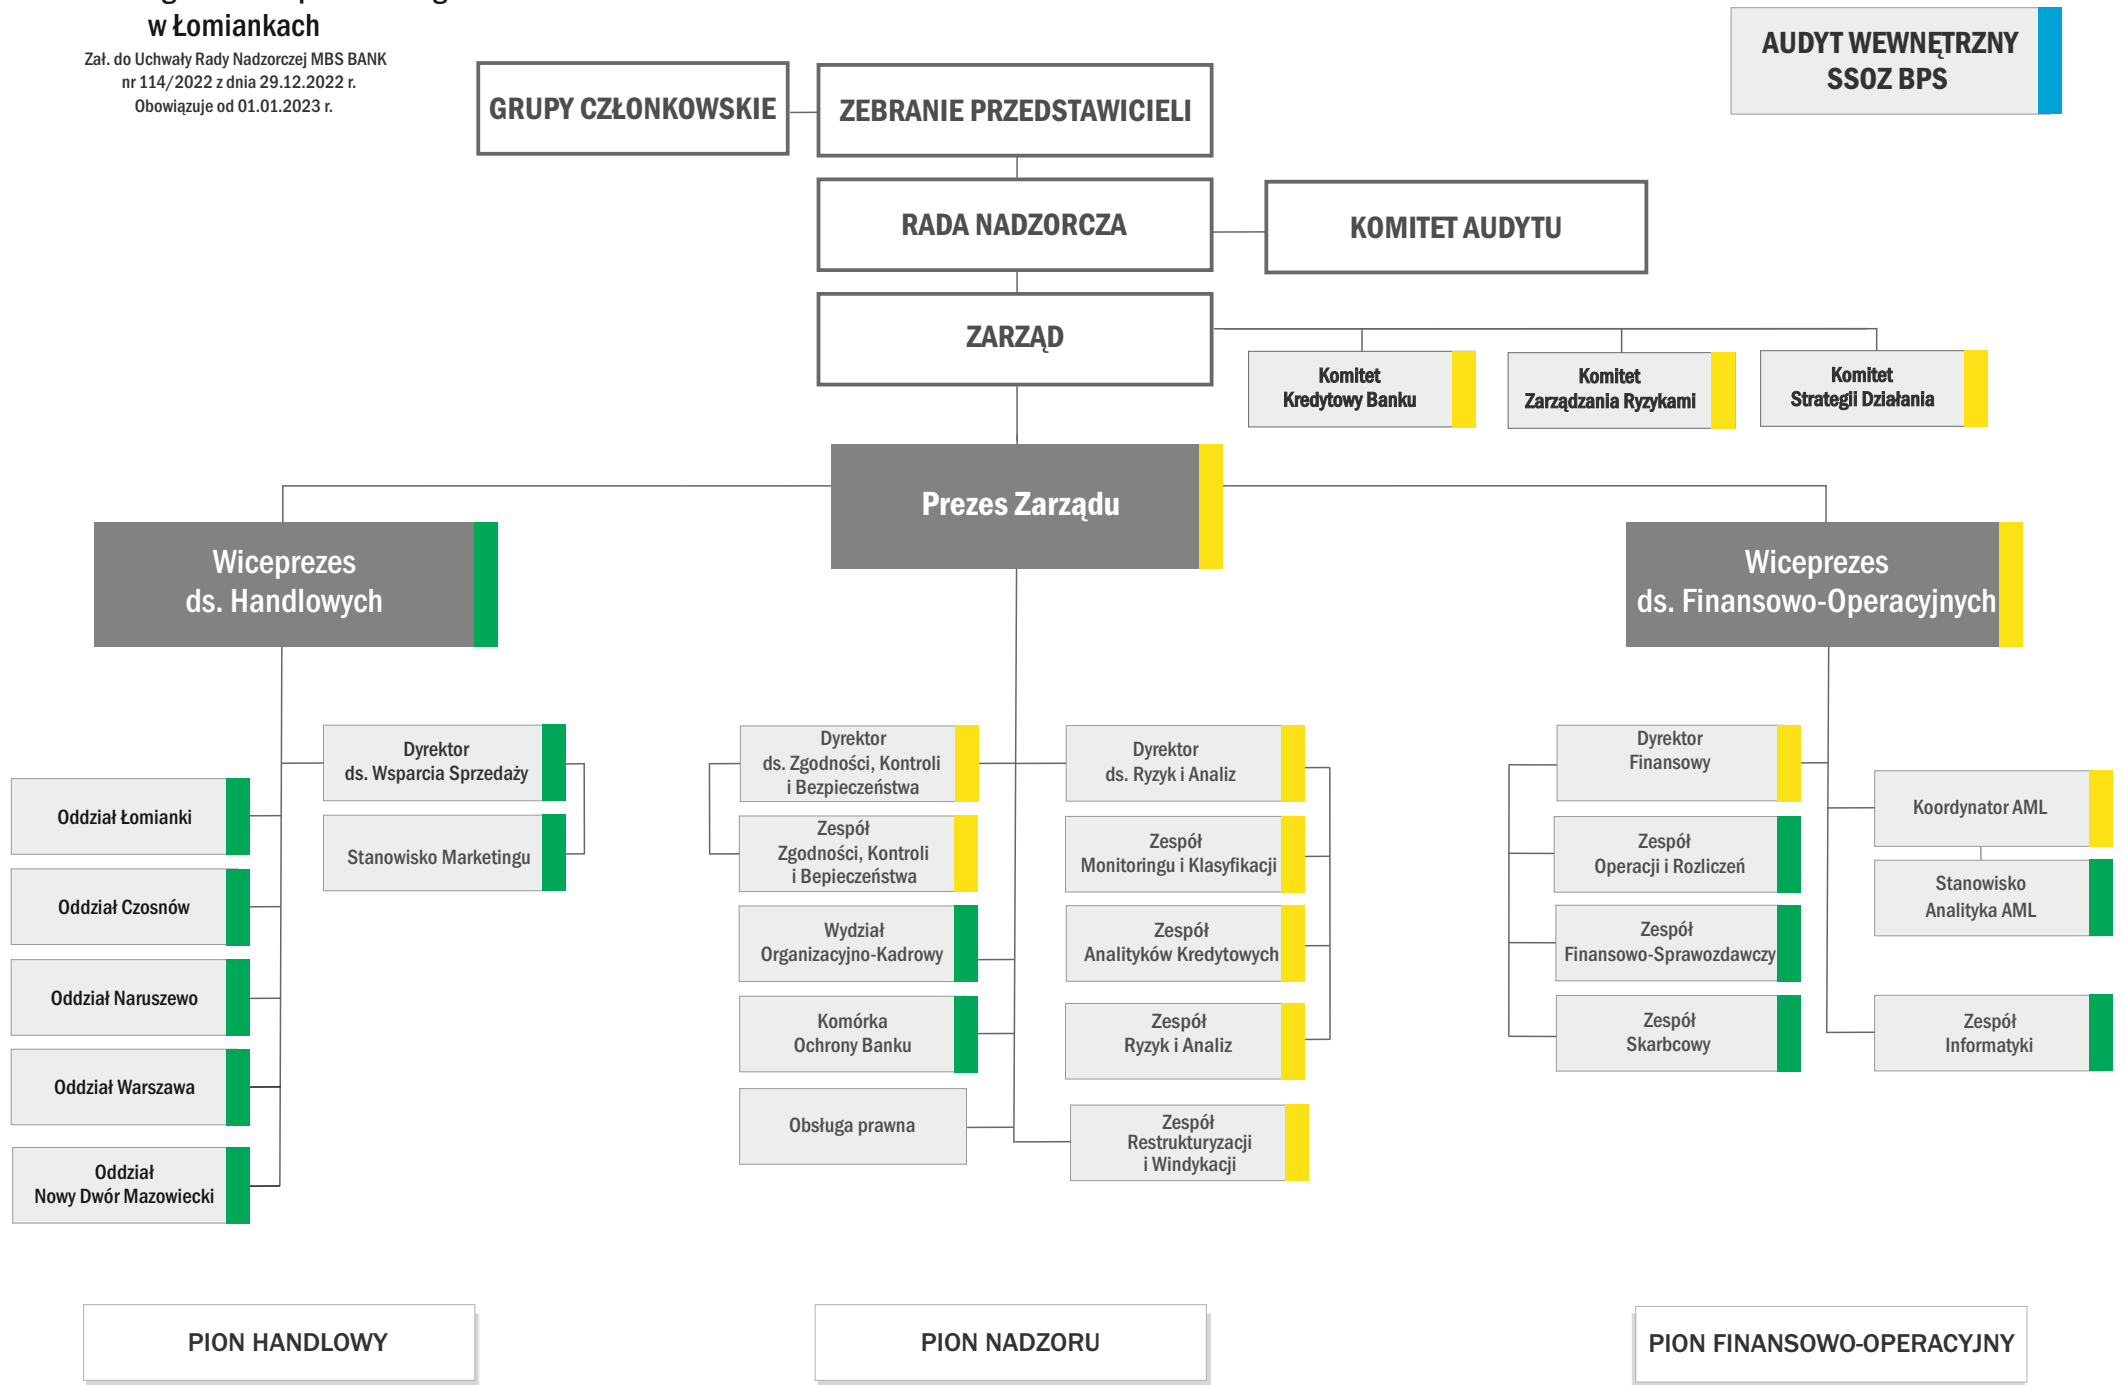 w Łomiankach
Zał. do Uchwały Rady Nadzorczej MBS BANK
nr 114/2022 z dnia 29.12.2022 r.
Obowiązuje od 01.01.2023 r.
AUDYT WEWNĘTRZNY
SSOZ BPS
GRUPY CZŁONKOWSKIE
ZEBRANIE PRZEDSTAWICIELI
RADA NADZORCZA
KOMITET AUDYTU
ZARZĄD
Komitet
Kredytowy Banku
Komitet
Zarządzania Ryzykami
Komitet
Strategii Działania
Prezes Zarządu
Wiceprezes
ds. Handlowych
Wiceprezes
ds. Finansowo-Operacyjnych
Dyrektor
ds. Wsparcia Sprzedaży
Stanowisko Marketingu
Oddział Łomianki
Oddział Czosnów
Oddział Naruszewo
Oddział Warszawa
Oddział
Nowy Dwór Mazowiecki
Dyrektor
ds. Zgodności, Kontroli
i Bezpieczeństwa
Zespół
Zgodności, Kontroli
i Bepieczeństwa
Wydział
Organizacyjno-Kadrowy
Komórka
Ochrony Banku
Obsługa prawna
Dyrektor
ds. Ryzyk i Analiz
Zespół
Monitoringu i Klasyfikacji
Zespół
Analityków Kredytowych
Zespół
Ryzyk i Analiz
Zespół
Restrukturyzacji
i Windykacji
Dyrektor
Finansowy
Zespół
Operacji i Rozliczeń
Zespół
Finansowo-Sprawozdawczy
Zespół
Skarbcowy
Koordynator AML
Stanowisko
Analityka AML
Zespół
Informatyki
PION HANDLOWY
PION NADZORU
PION FINANSOWO-OPERACYJNY